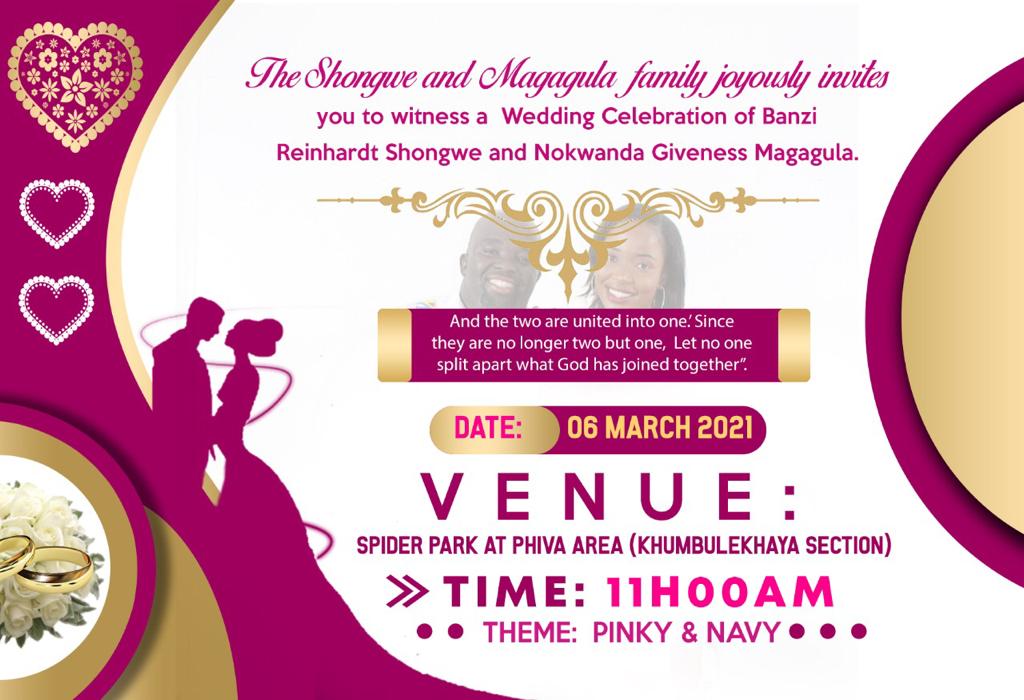 The Shongwe and Magagula family joyously invites
you to witness a Wedding Celebration of Banzi
Reinhardt Shongwe and Nokwanda Giveness Magagula.
And the two are united into one.' Since
they are no longer two but one, Let no one
split apart what God has joined together”.
DATE: 06 MARCH 2021
VENUE:
SPIDER PARK AT PHIVA AREA (KHUMBULEKHAYA SECTION)
TIME: 11H00AM
THEME: PINKY & NAVY